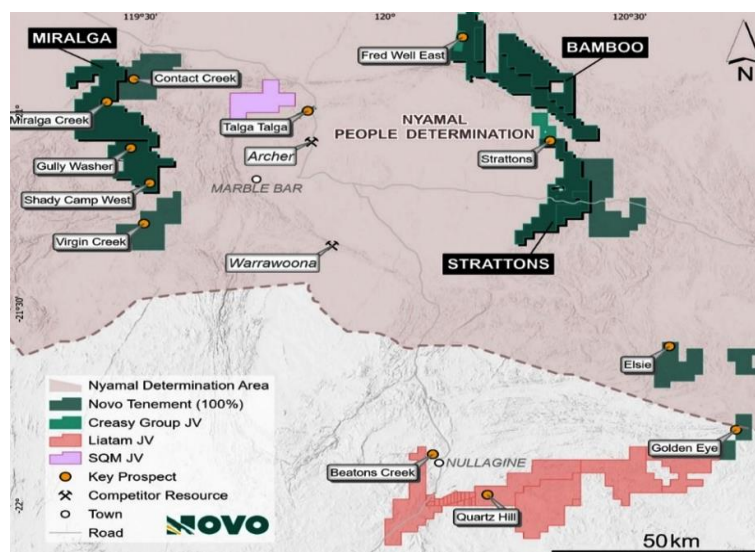 119°30
120°
120°30
MIRALGA
Contact Creek
Fred Well East
BAMBOO
N
Miralga Creek
-21°
Talga Talga
NYAMAL
PEOPLE DETERMINATION
Archer
Strattons
Gully Washer
MARBLE BAR
Shady Camp West
Virgin Creek
Warrawoona
STRATTONS
-21°30
Elsie
Nyamal Determination Area
Novo Tenement (100%)
Creasy Group JV
Liatam JV
SQM JV
Key Prospect
Competitor Resource
Town
Road
NOVO
Golden Eye
Beatons Creek
NULLAGINE
-22°
Quartz Hill
50 km